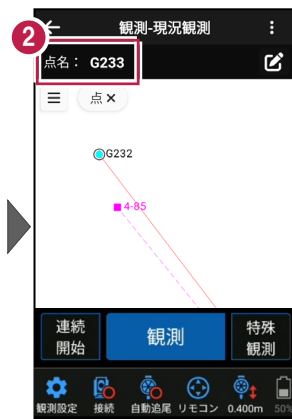 2
観測-現況観測
点名： G233
点 ×
G232
4-85
連続
開始
観測
特殊
観測
観測設定 接続 自動追尾 リモコン 0.400m 50%